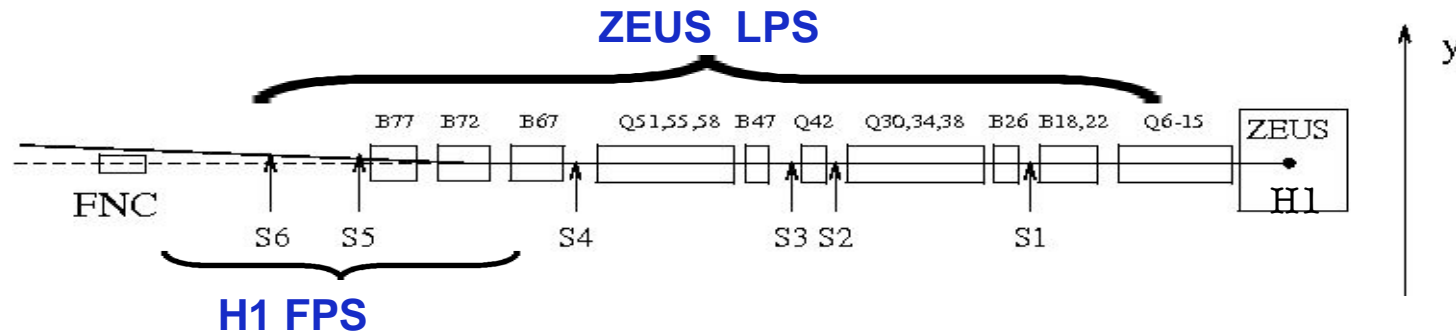 ZEUS LPS
y
B77 B72 B67 Q51,55,58 B47 Q42 Q30,34,38 B26 B18,22 Q6-15 ZEUS
FNC H1
S6 S5 S4 S3 S2 S1
H1 FPS